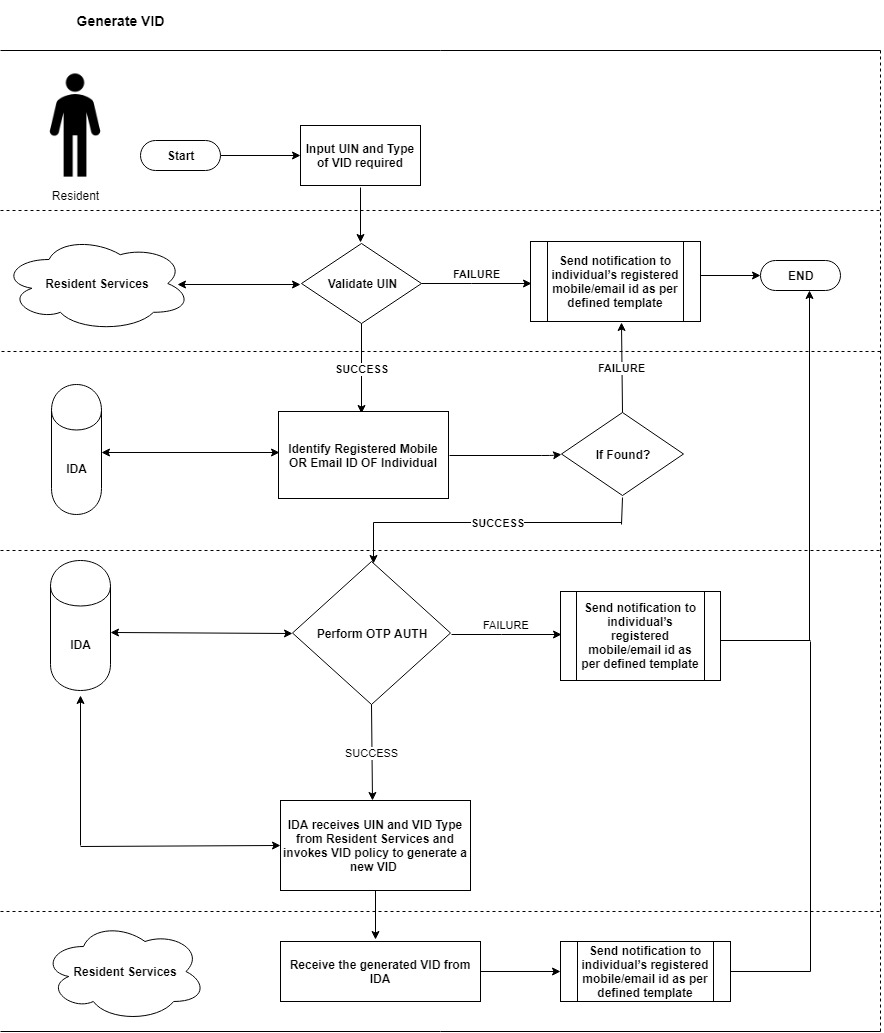 Generate VID
Start
Input UIN and Type
of VID required
Resident
Resident Services
Validate UIN
FAILURE
Send notification to
individual's registered
mobile/email id as per
defined template
END
SUCCESS
FAILURE
IDA
Identify Registered Mobile
OR Email ID OF Individual
If Found?
SUCCESS
IDA
Perform OTP AUTH
FAILURE
Send notification to
individual's
registered
mobile/email id as
per defined template
SUCCESS
IDA receives UIN and VID Type
from Resident Services and
invokes VID policy to generate a
new VID
Resident Services
Receive the generated VID from
IDA
Send notification to
individual's registered
mobile/email id as per
defined template